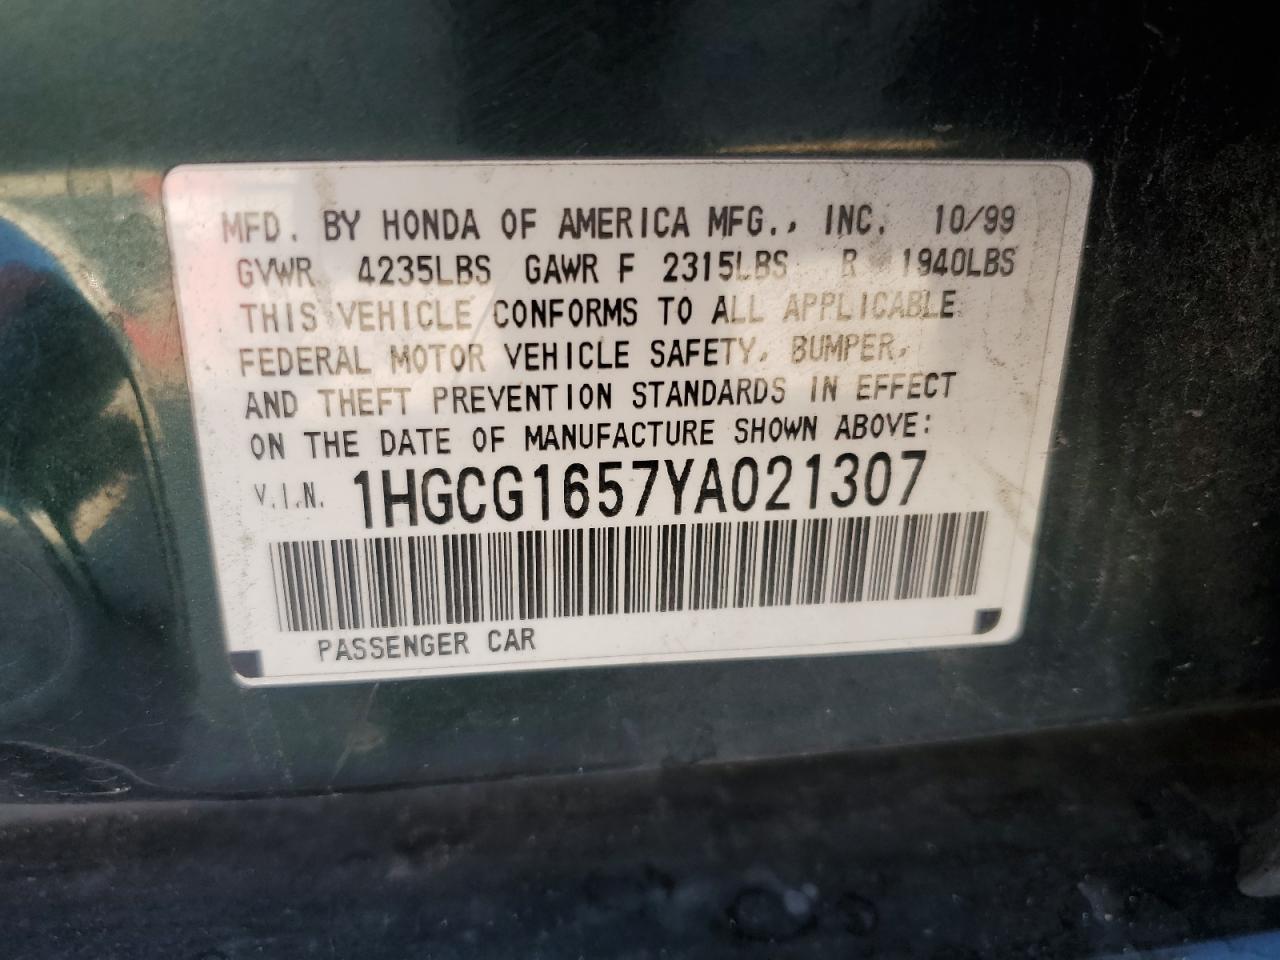 MFD. BY HONDA OF AMERICA MFG., INC. 10/99
GVWR 4235LBS GAWR F 2315LBS R 1940LBS
THIS VEHICLE CONFORMS TO ALL APPLICABLE
FEDERAL MOTOR VEHICLE SAFETY, BUMPER,
AND THEFT PREVENTION STANDARDS IN EFFECT
ON THE DATE OF MANUFACTURE SHOWN ABOVE:
V.I.N. 1HGCG1657YA021307
PASSENGER CAR